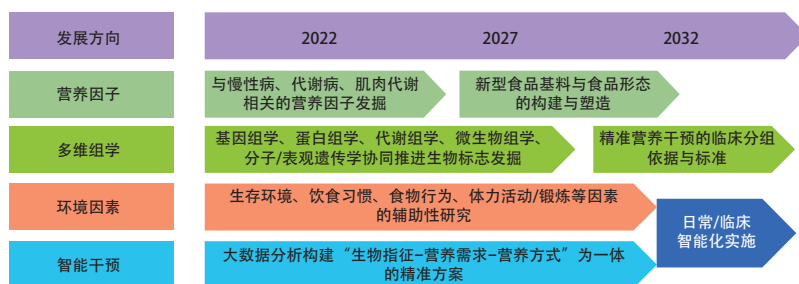 发展方向
2022
2027
2032
营养因子
与慢性病、代谢病、肌肉代谢
相关的营养因子发掘
新型食品基料与食品形态
的构建与塑造
多维组学
基因组学、蛋白组学、代谢组学、微生物组学、
分子/表观遗传学协同推进生物标志发掘
精准营养干预的临床分组
依据与标准
环境因素
生存环境、饮食习惯、食物行为、体力活动/锻炼等因素
的辅助性研究
日常/临床
智能化实施
智能干预
大数据分析构建“生物指征–营养需求–营养方式”为一体
的精准方案